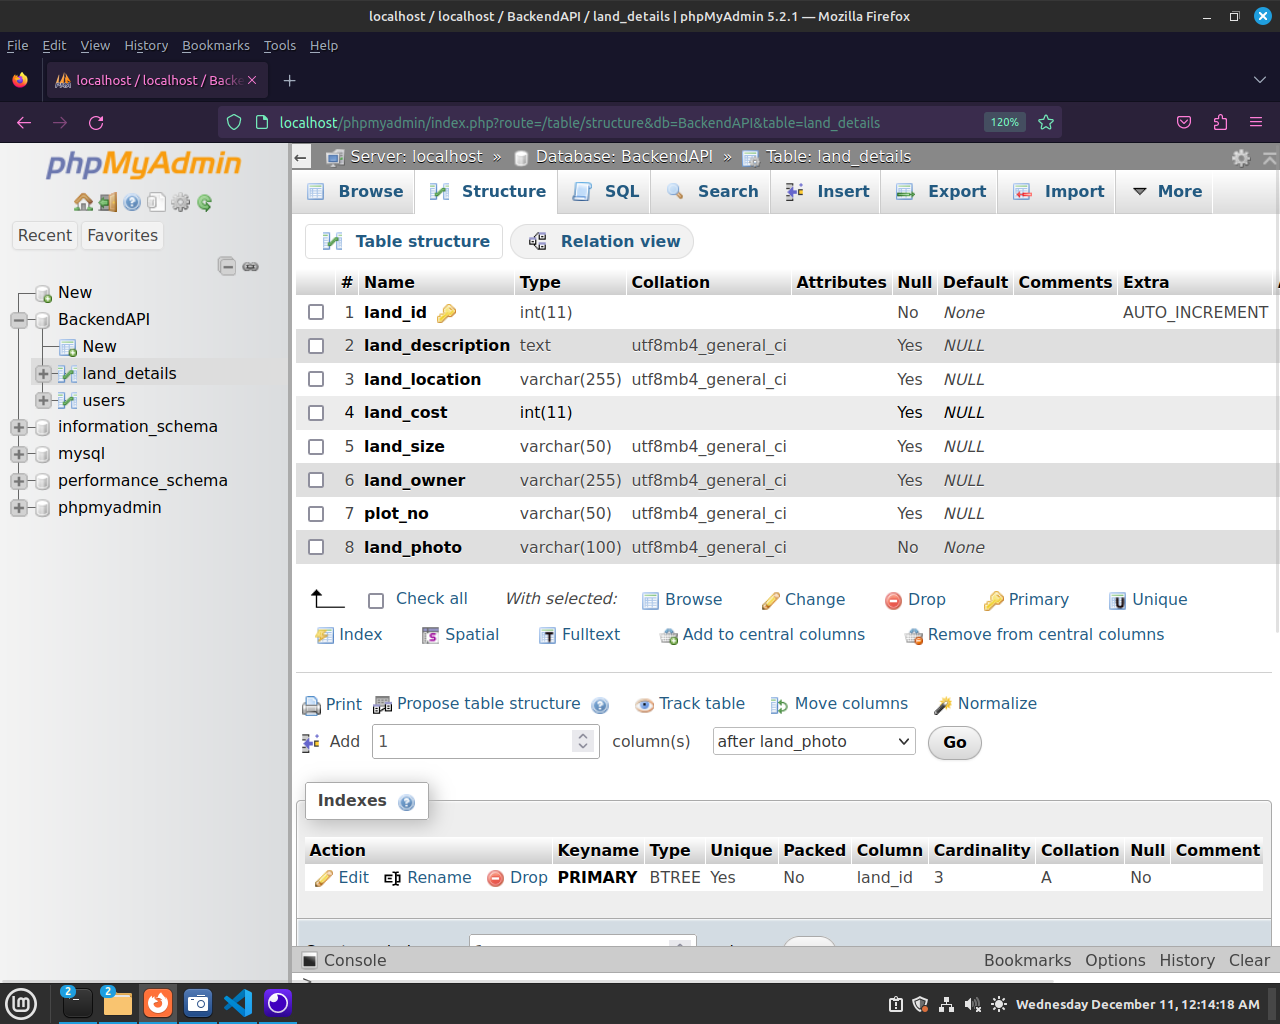 localhost / localhost / BackendAPI / land_details | phpMyAdmin 5.2.1 — Mozilla Firefox
File Edit View History Bookmarks Tools Help
localhost / localhost / Backe
localhost/phpmyadmin/index.php?route=/table/structure&db=BackendAPI&table=land_details 120%
phpMyAdmin
Recent Favorites
New
BackendAPI
New
land_details
users
information_schema
mysql
performance_schema
phpmyadmin
Server: localhost » Database: BackendAPI » Table: land_details
Browse Structure SQL Search Insert Export Import More
Table structure Relation view
# Name Type Collation Attributes Null Default Comments Extra
1 land_id int(11) No None AUTO_INCREMENT
2 land_description text utf8mb4_general_ci Yes NULL
3 land_location varchar(255) utf8mb4_general_ci Yes NULL
4 land_cost int(11) Yes NULL
5 land_size varchar(50) utf8mb4_general_ci Yes NULL
6 land_owner varchar(255) utf8mb4_general_ci Yes NULL
7 plot_no varchar(50) utf8mb4_general_ci Yes NULL
8 land_photo varchar(100) utf8mb4_general_ci No None
Check all With selected: Browse Change Drop Primary Unique
Index Spatial Fulltext Add to central columns Remove from central columns
Print Propose table structure Track table Move columns Normalize
Add 1 column(s) after land_photo Go
Indexes
Action Keyname Type Unique Packed Column Cardinality Collation Null Comment
Edit Rename Drop PRIMARY BTREE Yes No land_id 3 A No
Console Bookmarks Options History Clear
>
2 2 Wednesday December 11, 12:14:18 AM